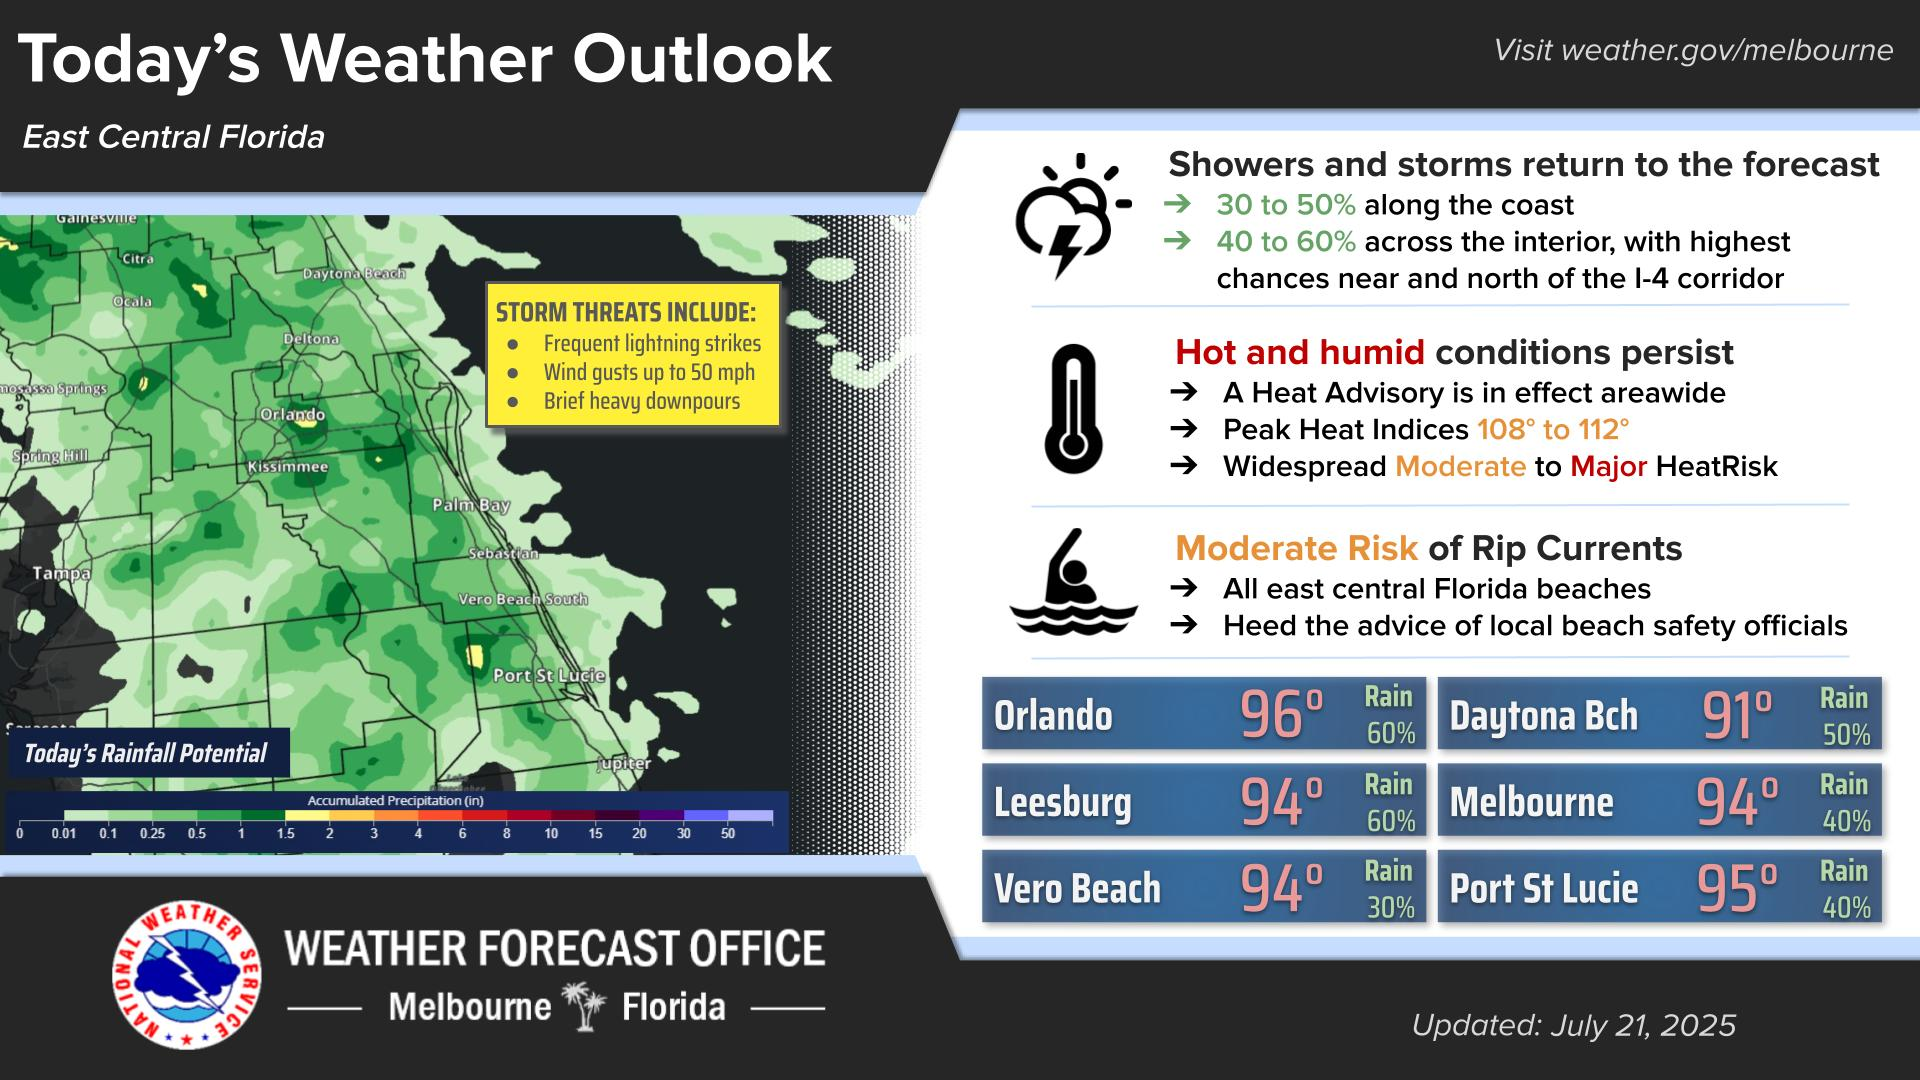 Today's Weather Outlook
East Central Florida
Visit weather.gov/melbourne
Gainesville
Citra
Daytona Beach
Ocala
Deltona
mosassa Springs
Orlando
Spring Hill
Kissimmee
Palm Bay
Sebastian
Tampa
Vero Beach South
Port St Lucie
Sarasota
Jupiter
STORM THREATS INCLUDE:
● Frequent lightning strikes
● Wind gusts up to 50 mph
● Brief heavy downpours
Today's Rainfall Potential
Accumulated Precipitation (in)
0 0.01 0.1 0.25 0.5 1 1.5 2 3 4 6 8 10 15 20 30 50
Showers and storms return to the forecast
➔ 30 to 50% along the coast
➔ 40 to 60% across the interior, with highest
chances near and north of the I-4 corridor
Hot and humid conditions persist
➔ A Heat Advisory is in effect areawide
➔ Peak Heat Indices 108° to 112°
➔ Widespread Moderate to Major HeatRisk
Moderate Risk of Rip Currents
➔ All east central Florida beaches
➔ Heed the advice of local beach safety officials
Orlando 96° Rain 60%
Daytona Bch 91° Rain 50%
Leesburg 94° Rain 60%
Melbourne 94° Rain 40%
Vero Beach 94° Rain 30%
Port St Lucie 95° Rain 40%
NATIONAL WEATHER SERVICE
WEATHER FORECAST OFFICE
Melbourne Florida
Updated: July 21, 2025